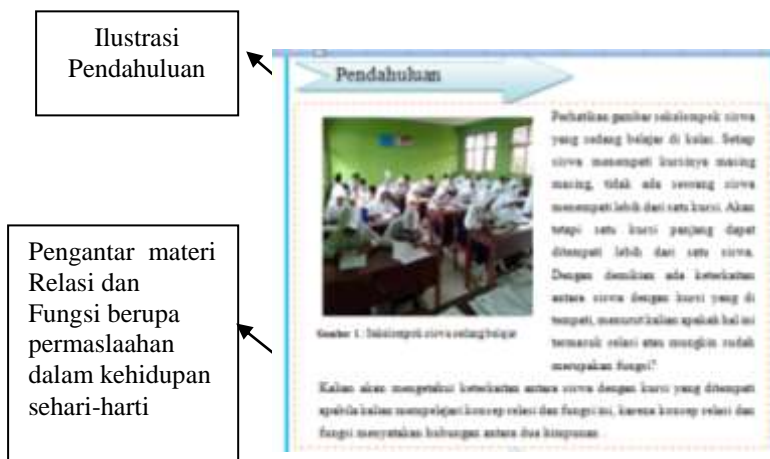 Ilustrasi
Pendahuluan
Pendahuluan
Perhatikan gambar sekelompok siswa
yang sedang belajar di kelas. Setiap
siswa menempati kursinya masing
masing, tidak ada seorang siswa
menempati lebih dari satu kursi. Akan
tetapi satu kursi panjang dapat
ditempati lebih dari satu siswa.
Dengan demikian ada keterkaitan
antara siswa dengan kursi yang di
tempati, menurut kalian apakah hal ini
termasuk relasi atau mungkin sudah
merupakan fungsi?
Gambar 1: Sekelompok siswa sedang belajar
Kalian akan mengetahui keterkaitan antara siswa dengan kursi yang ditempati
apabila kalian mempelajari konsep relasi dan fungsi ini, karena konsep relasi dan
fungsi menyatakan hubungan antara dua himpunan .
Pengantar materi
Relasi dan
Fungsi berupa
permaslaahan
dalam kehidupan
sehari-harti